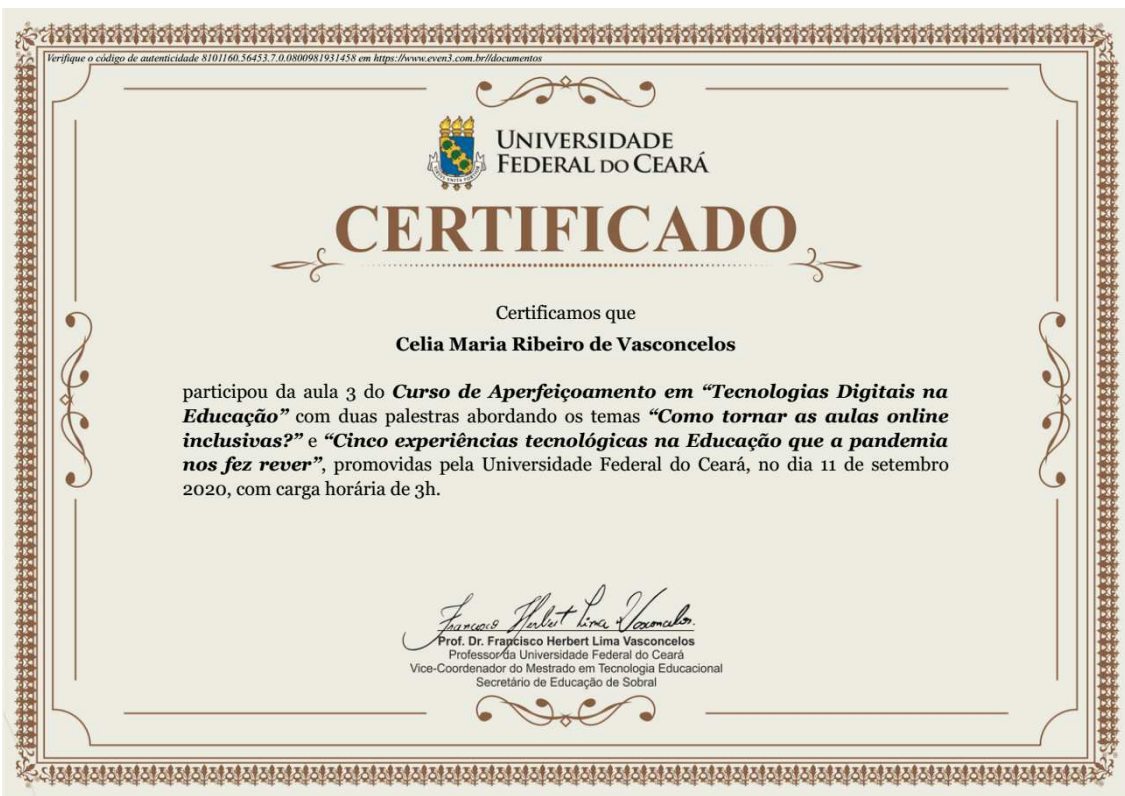 Verifique o código de autenticidade 8101160.56453.7.0.0800981931458 em https://www.even3.com.br//documentos
UNIVERSIDADE
FEDERAL DO CEARÁ
CERTIFICADO
Certificamos que
Celia Maria Ribeiro de Vasconcelos
participou da aula 3 do Curso de Aperfeiçoamento em “Tecnologias Digitais na
Educação” com duas palestras abordando os temas “Como tornar as aulas online
inclusivas?” e “Cinco experiências tecnológicas na Educação que a pandemia
nos fez rever”, promovidas pela Universidade Federal do Ceará, no dia 11 de setembro
2020, com carga horária de 3h.
Francisco Herbert Lima Vasconcelos.
Prof. Dr. Francisco Herbert Lima Vasconcelos
Professor da Universidade Federal do Ceará
Vice-Coordenador do Mestrado em Tecnologia Educacional
Secretário de Educação de Sobral